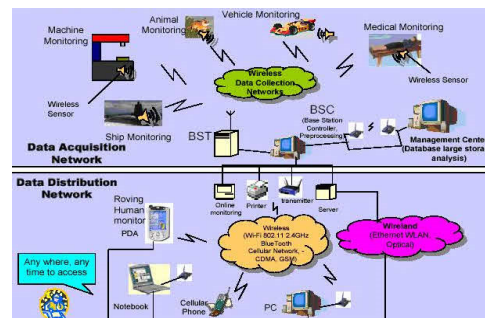 Vehicle Monitoring
Animal
Monitoring
Machine
Monitoring
Medical Monitoring
Wireless
Data Collection
Networks
Wireless Sensor
Wireless
Sensor
Ship Monitoring
BST
BSC
(Base Station
Controller,
Preprocessing)
Management Cente
(Database large stora
analysis)
Data Acquisition
Network
Data Distribution
Network
Online
monitoring
Printer
transmitter
Server
Roving
Human
monitor
PDA
Wireless
(Wi-Fi 802.11 2.4GHz
BlueTooth
Cellular Network, -
CDMA, GSM)
Wireland
(Ethernet WLAN,
Optical)
Any where, any
time to access
Notebook
Cellular
Phone
PC